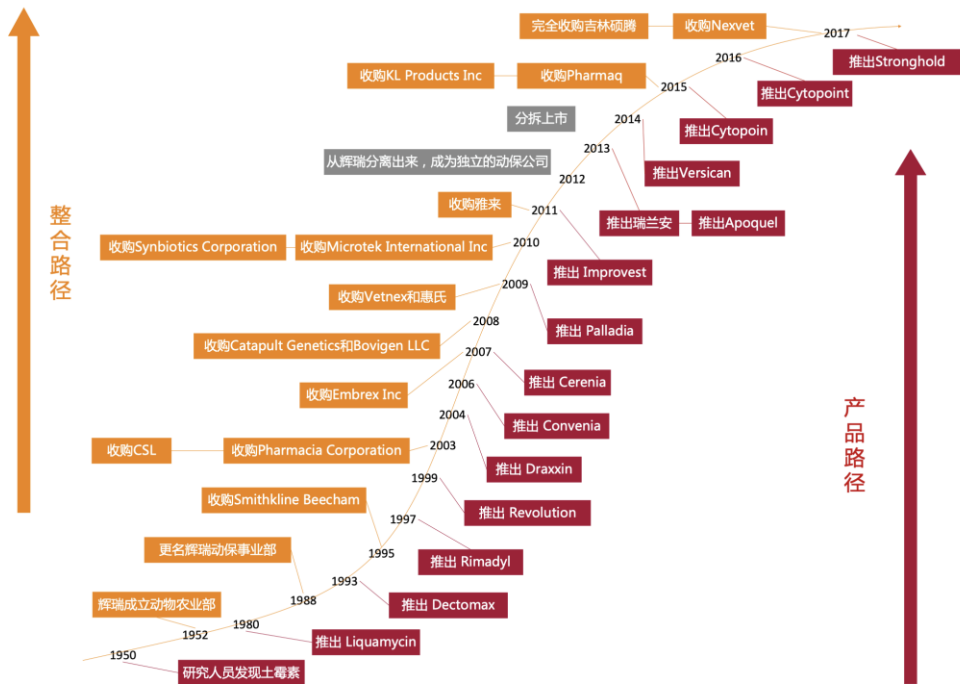 完全收购吉林硕腾
收购Nexvet
2017
推出Stronghold
2016
收购KL Products Inc
收购Pharmaq
2015
推出Cytopoint
分拆上市
2014
推出Cytopoin
从辉瑞分离出来，成为独立的动保公司
2013
推出Versican
2012
收购雅来
2011
推出瑞兰安
推出Apoquel
整合路径
收购Synbiotics Corporation
收购Microtek International Inc
2010
推出 Improvest
收购Vetnex和惠氏
2009
推出 Palladia
2008
收购Catapult Genetics和Bovigen LLC
2007
推出 Cerenia
收购Embrex Inc
2006
推出 Convenia
2004
产品路径
收购CSL
收购Pharmacia Corporation
2003
推出 Draxxin
1999
收购Smithkline Beecham
推出 Revolution
1997
更名辉瑞动保事业部
1995
推出 Rimadyl
1993
辉瑞成立动物农业部
1988
推出 Dectomax
1980
1952
推出 Liquamycin
1950
研究人员发现土霉素